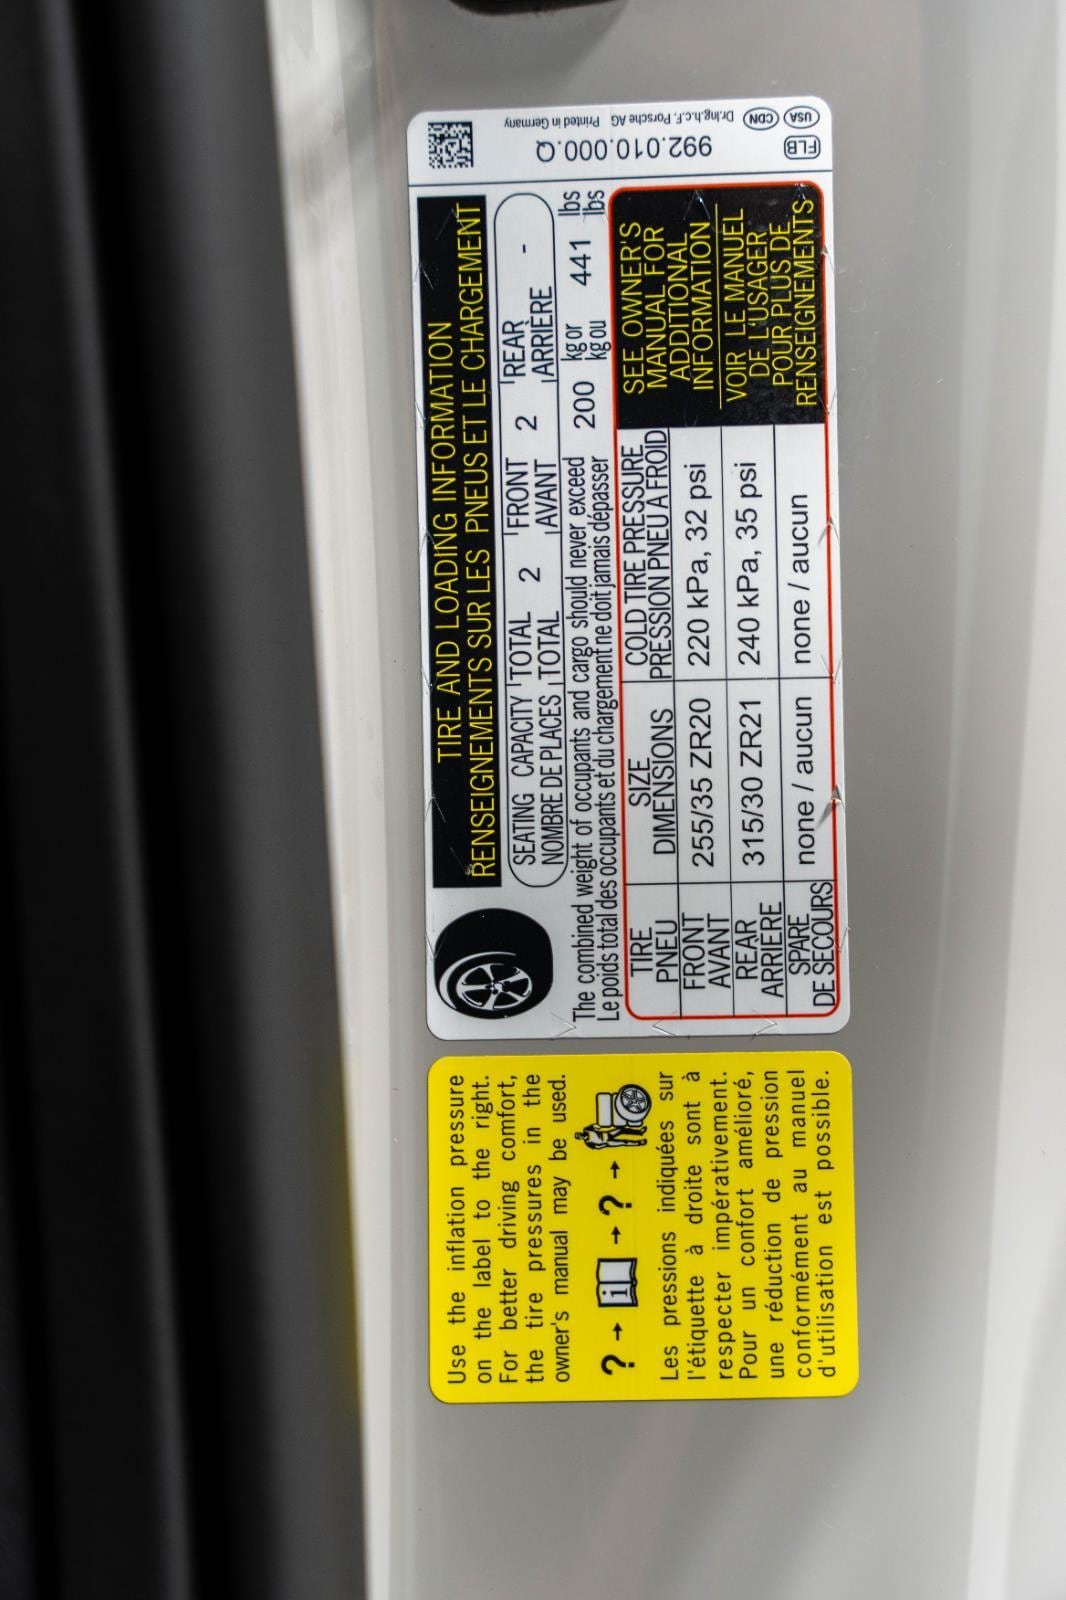 TIRE AND LOADING INFORMATION
RENSEIGNEMENTS SUR LES PNEUS ET LE CHARGEMENT
SEATING CAPACITY TOTAL 2 FRONT 2 REAR -
NOMBRE DE PLACES TOTAL AVANT ARRIÈRE
The combined weight of occupants and cargo should never exceed 200 kg or 441 lbs
Le poids total des occupants et du chargement ne doit jamais dépasser kg ou lbs
TIRE SIZE COLD TIRE PRESSURE
PNEU DIMENSIONS PRESSION PNEU A FROID
FRONT 255/35 ZR20 220 kPa, 32 psi
AVANT
REAR 315/30 ZR21 240 kPa, 35 psi
ARRIERE
SPARE none / aucun none / aucun
DE SECOURS
SEE OWNER'S
MANUAL FOR
ADDITIONAL
INFORMATION
VOIR LE MANUEL
DE L'USAGER
POUR PLUS DE
RENSEIGNEMENTS
FLB
USA
CDN
992.010.000.Q
Dr.Ing.h.c.F. Porsche AG Printed in Germany
Use the inflation pressure
on the label to the right.
For better driving comfort,
the tire pressures in the
owner's manual may be used.
? → i → ? →
Les pressions indiquées sur
l'étiquette à droite sont à
respecter impérativement.
Pour un confort amélioré,
une réduction de pression
conformément au manuel
d'utilisation est possible.